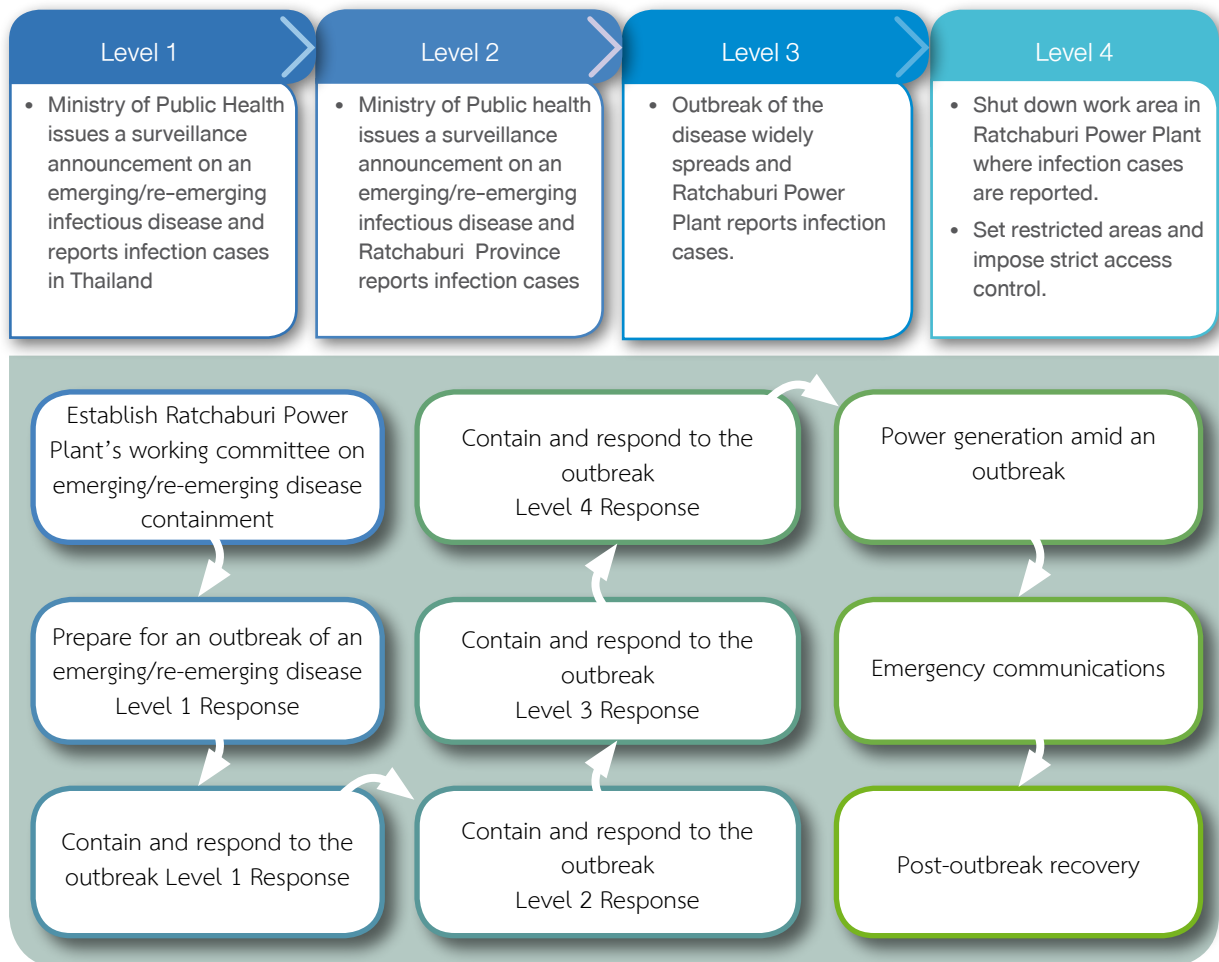 Level 1
• Ministry of Public Health
issues a surveillance
announcement on an
emerging/re-emerging
infectious disease and
reports infection cases
in Thailand
Level 2
• Ministry of Public health
issues a surveillance
announcement on an
emerging/re-emerging
infectious disease and
Ratchaburi Province
reports infection cases
Level 3
• Outbreak of the
disease widely
spreads and
Ratchaburi Power
Plant reports infection
cases.
Level 4
• Shut down work area in
Ratchaburi Power Plant
where infection cases
are reported.
• Set restricted areas and
impose strict access
control.
Establish Ratchaburi Power
Plant's working committee on
emerging/re-emerging disease
containment
Prepare for an outbreak of an
emerging/re-emerging disease
Level 1 Response
Contain and respond to the
outbreak Level 1 Response
Contain and respond to the
outbreak
Level 2 Response
Contain and respond to the
outbreak
Level 3 Response
Contain and respond to the
outbreak
Level 4 Response
Power generation amid an
outbreak
Emergency communications
Post-outbreak recovery